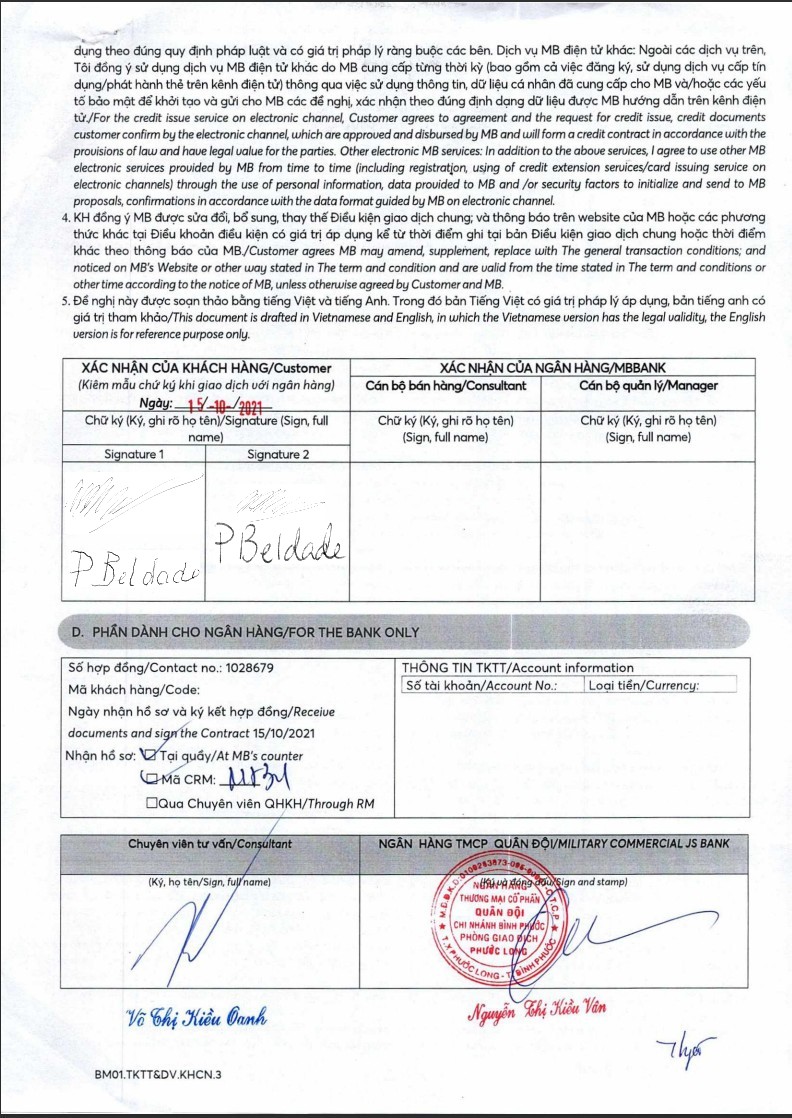 dụng theo đúng quy định pháp luật và có giá trị pháp lý ràng buộc các bên. Dịch vụ MB điện tử khác: Ngoài các dịch vụ trên,
Tôi đồng ý sử dụng dịch vụ MB điện tử khác do MB cung cấp từng thời kỳ (bao gồm cả việc đăng ký, sử dụng dịch vụ cấp tín
dụng/phát hành thẻ trên kênh điện tử) thông qua việc sử dụng thông tin, dữ liệu cá nhân đã cung cấp cho MB và/hoặc các yếu
tố bảo mật để khởi tạo và gửi cho MB các đề nghị, xác nhận theo đúng định dạng dữ liệu được MB hướng dẫn trên kênh điện
tử./For the credit issue service on electronic channel, Customer agrees to agreement and the request for credit issue, credit documents
customer confirm by the electronic channel, which are approved and disbursed by MB and will form a credit contract in accordance with the
provisions of law and have legal value for the parties. Other electronic MB services: In addition to the above services, I agree to use other MB
electronic services provided by MB from time to time (including registration, using of credit extension services/card issuing service on
electronic channels) through the use of personal information, data provided to MB and /or security factors to initialize and send to MB
proposals, confirmations in accordance with the data format guided by MB on electronic channel.
4. KH đồng ý MB được sửa đổi, bổ sung, thay thế Điều kiện giao dịch chung; và thông báo trên website của MB hoặc các phương
thức khác tại Điều khoản điều kiện có giá trị áp dụng kể từ thời điểm ghi tại bản Điều kiện giao dịch chung hoặc thời điểm
khác theo thông báo của MB./Customer agrees MB may amend, supplement, replace with The general transaction conditions; and
noticed on MB's Website or other way stated in The term and condition and are valid from the time stated in The term and conditions or
other time according to the notice of MB, unless otherwise agreed by Customer and MB.
5. Đề nghị này được soạn thảo bằng tiếng Việt và tiếng Anh. Trong đó bản Tiếng Việt có giá trị pháp lý áp dụng, bản tiếng anh có
giá trị tham khảo/This document is drafted in Vietnamese and English, in which the Vietnamese version has the legal validity, the English
version is for reference purpose only.
XÁC NHẬN CỦA KHÁCH HÀNG/Customer
(Kiêm mẫu chữ ký khi giao dịch với ngân hàng)
Ngày: 15/-10-/2021
XÁC NHẬN CỦA NGÂN HÀNG/MBBANK
Cán bộ bán hàng/Consultant
Cán bộ quản lý/Manager
Chữ ký (Ký, ghi rõ họ tên)/Signature (Sign, full
name)
Chữ ký (Ký, ghi rõ họ tên)
(Sign, full name)
Chữ ký (Ký, ghi rõ họ tên)
(Sign, full name)
Signature 1
Signature 2
P Beldade
P Beldade
D. PHẦN DÀNH CHO NGÂN HÀNG/FOR THE BANK ONLY
Số hợp đồng/Contact no.: 1028679
Mã khách hàng/Code:
Ngày nhận hồ sơ và ký kết hợp đồng/Receive
documents and sign the Contract 15/10/2021
Nhận hồ sơ: Tại quầy/At MB's counter
Mã CRM:
Qua Chuyên viên QHKH/Through RM
THÔNG TIN TKTT/Account information
Số tài khoản/Account No.:
Loại tiền/Currency:
Chuyên viên tư vấn/Consultant
NGÂN HÀNG TMCP QUÂN ĐỘI/MILITARY COMMERCIAL JS BANK
(Ký, họ tên/Sign, full name)
(Ký và đóng dấu/Sign and stamp)
NGÂN HÀNG
THƯƠNG MẠI CỔ PHẦN
QUÂN ĐỘI
CHI NHÁNH BÌNH PHƯỚC
PHÒNG GIAO DỊCH
PHƯỚC LONG
T.X PHƯỚC LONG - T. BÌNH PHƯỚC
Võ Thị Kiều Oanh
Nguyễn Thị Kiều Vân
BM01.TKTT&DV.KHCN.3